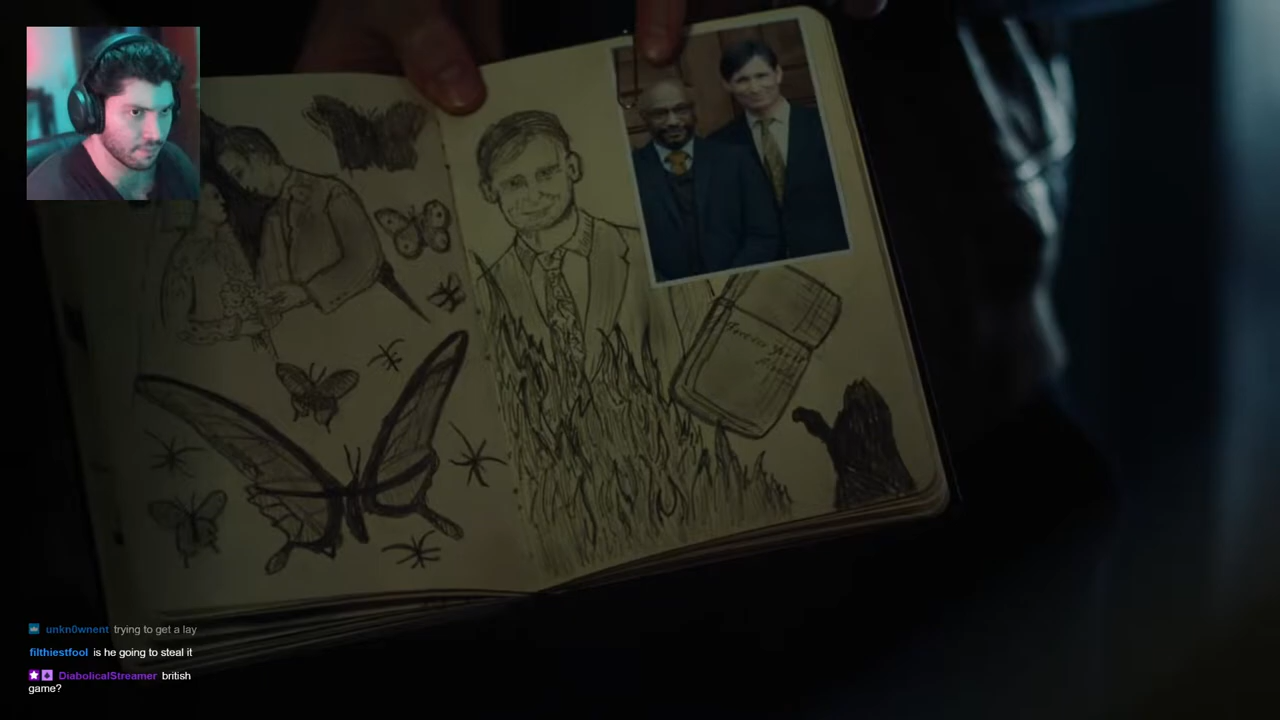 unkn0wnent trying to get a lay
filthiestfool is he going to steal it
DiabolicalStreamer british
game?